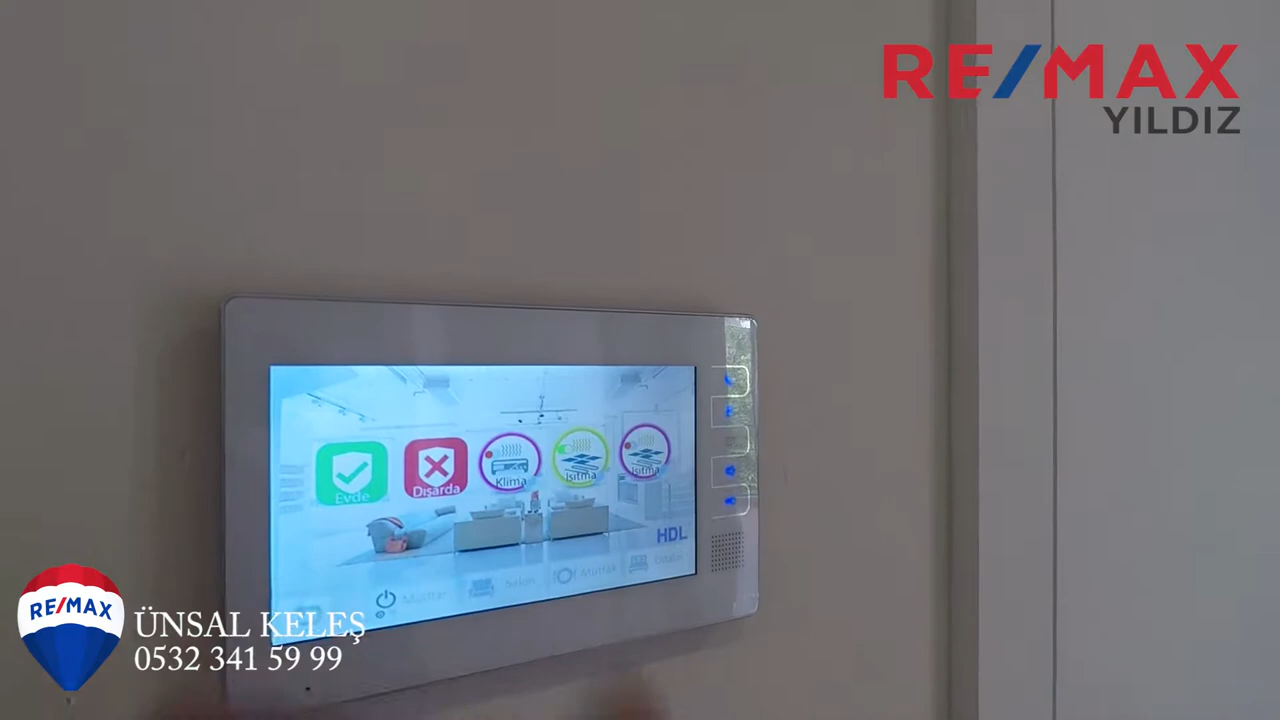 RE/MAX
YILDIZ
Evde
Dışarda
Klima
Isıtma
Isıtma
HDL
Mutfak
RE/MAX
ÜNSAL KELEŞ
0532 341 59 99